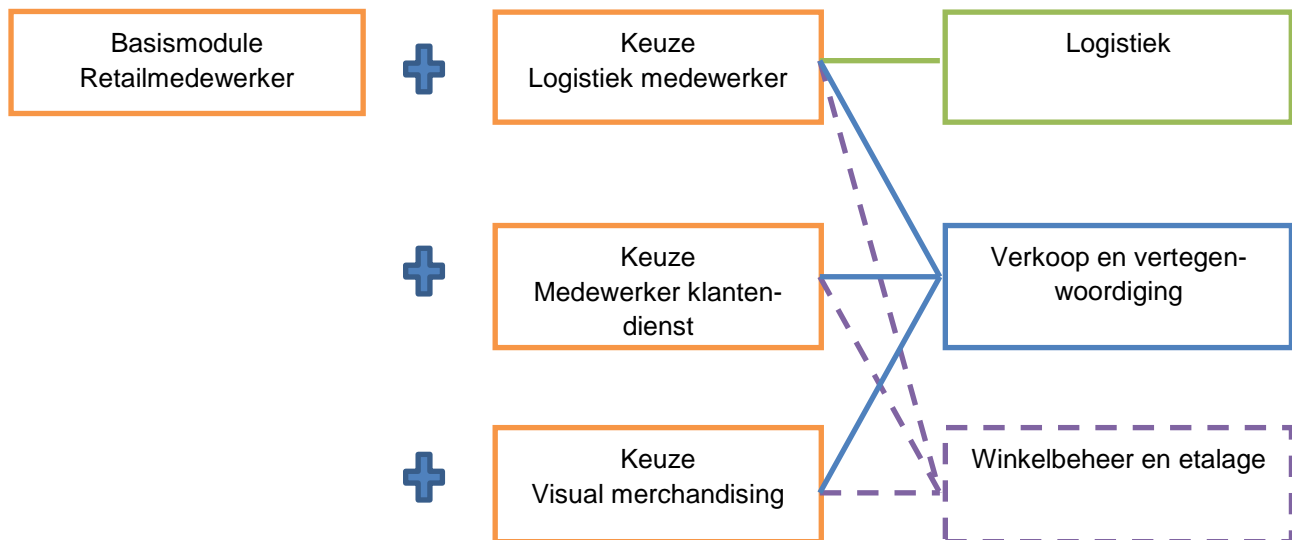 Basismodule
Retailmedewerker
Keuze
Logistiek medewerker
Logistiek
Keuze
Medewerker klanten-
dienst
Verkoop en vertegen-
woordiging
Keuze
Visual merchandising
Winkelbeheer en etalage